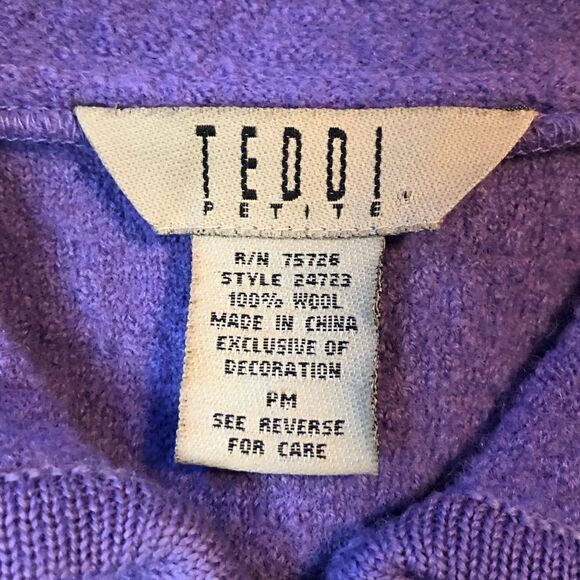 TEDDI
PETITE
R/N 75726
STYLE 24723
100% WOOL
MADE IN CHINA
EXCLUSIVE OF
DECORATION
PM
SEE REVERSE
FOR CARE